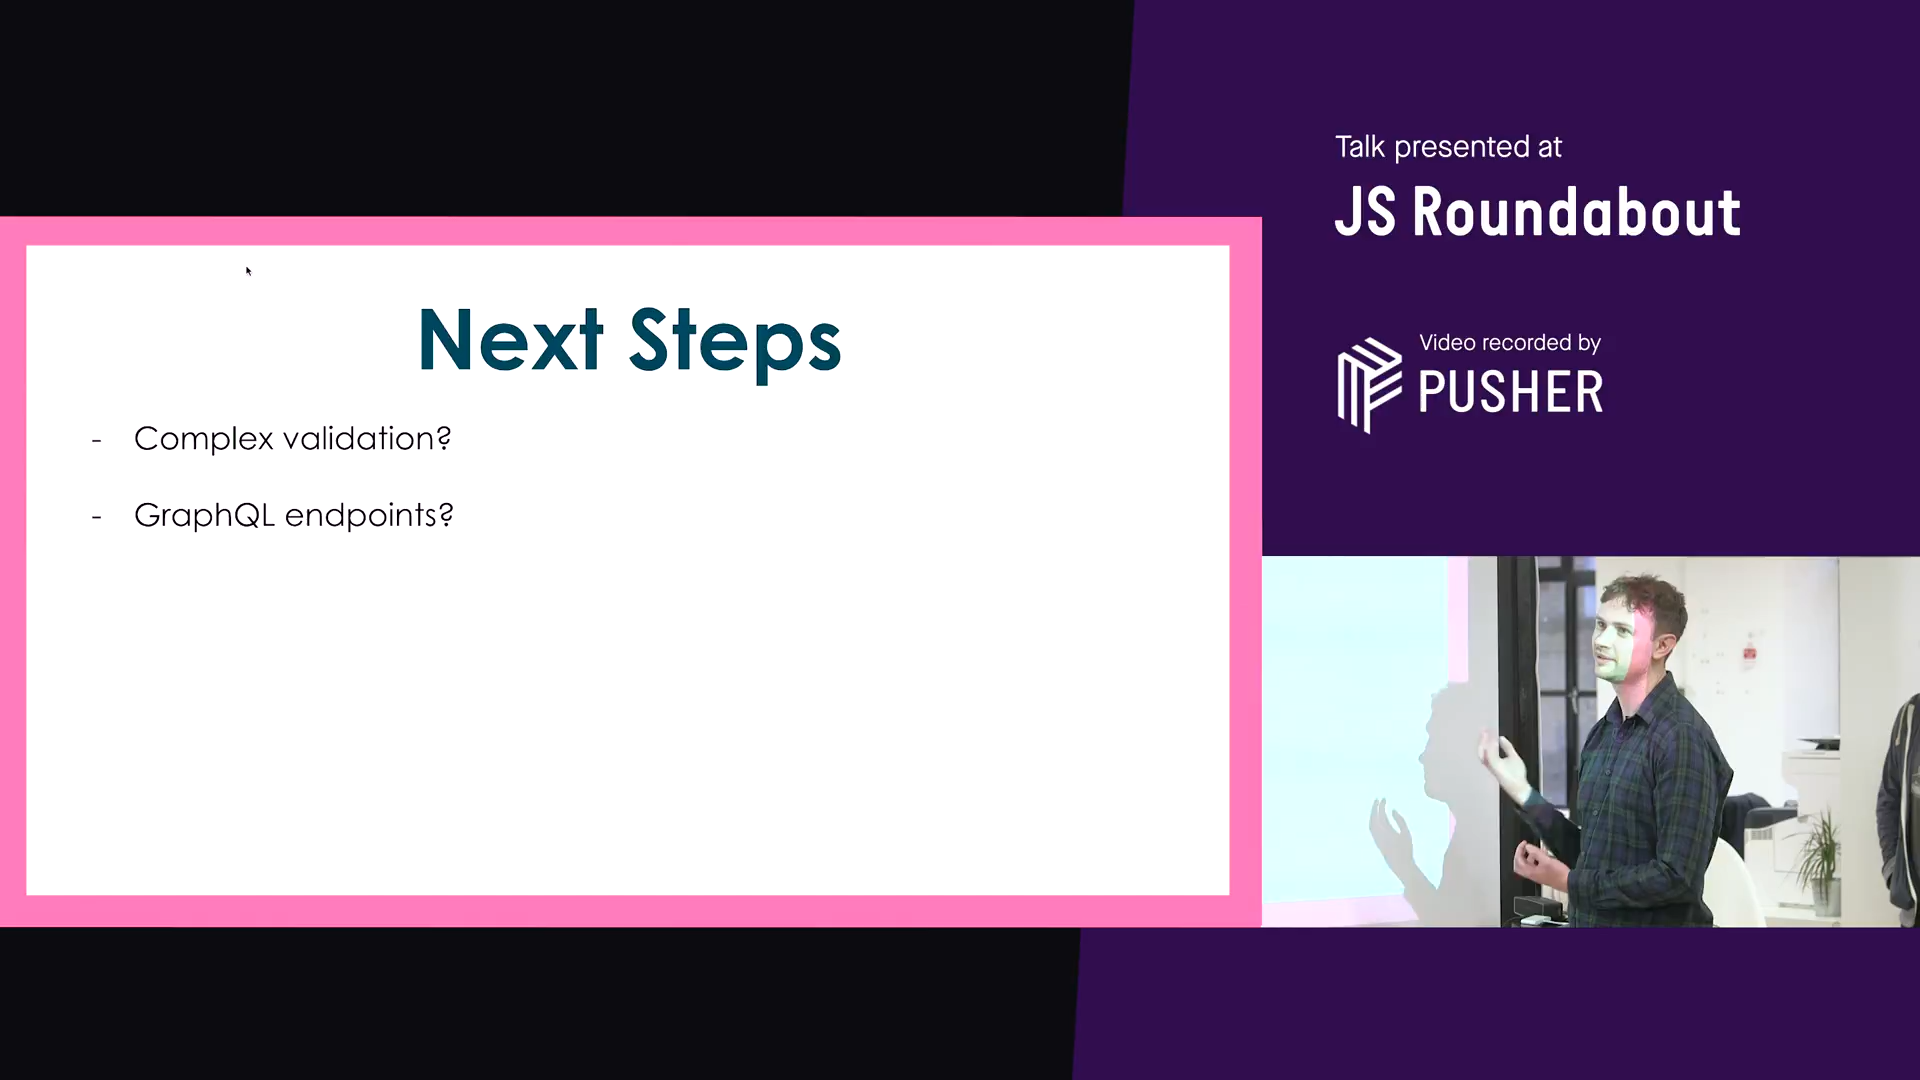 Talk presented at
JS Roundabout
Video recorded by
PUSHER
Next Steps
- Complex validation?
- GraphQL endpoints?